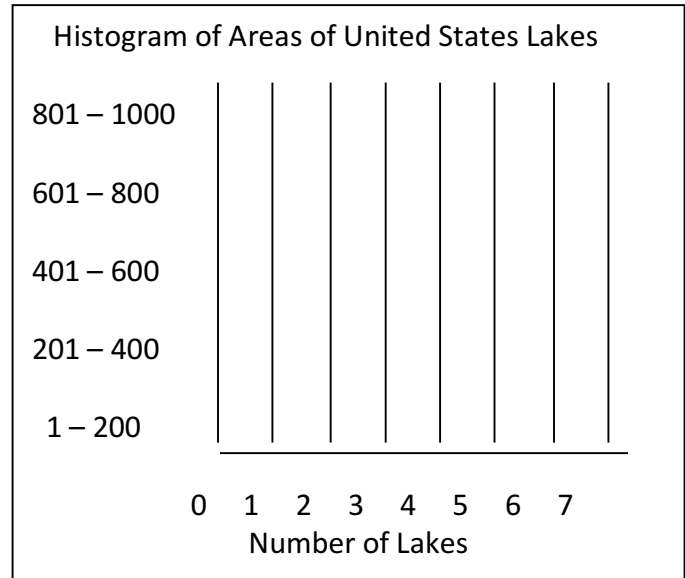 Histogram of Areas of United States Lakes
801 – 1000
601 – 800
401 – 600
201 – 400
1 – 200
0 1 2 3 4 5 6 7
Number of Lakes